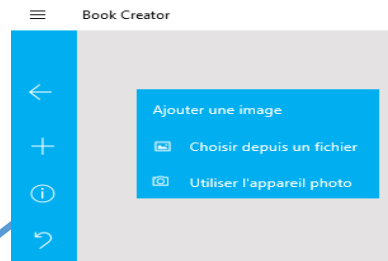 Book Creator
Ajouter une image
Choisir depuis un fichier
Utiliser l'appareil photo